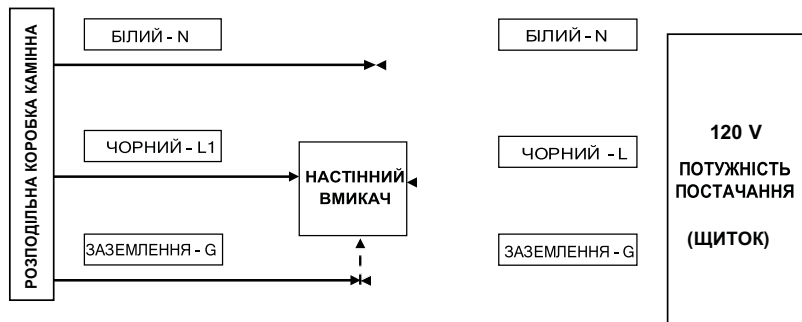 РОЗПОДІЛЬНА КОРОБКА КАМІННА
БІЛИЙ - N
ЧОРНИЙ - L1
ЗАЗЕМЛЕННЯ - G
НАСТІННИЙ
ВМИКАЧ
БІЛИЙ - N
ЧОРНИЙ - L
ЗАЗЕМЛЕННЯ - G
120 V
ПОТУЖНІСТЬ
ПОСТАЧАННЯ
(ЩИТОК)